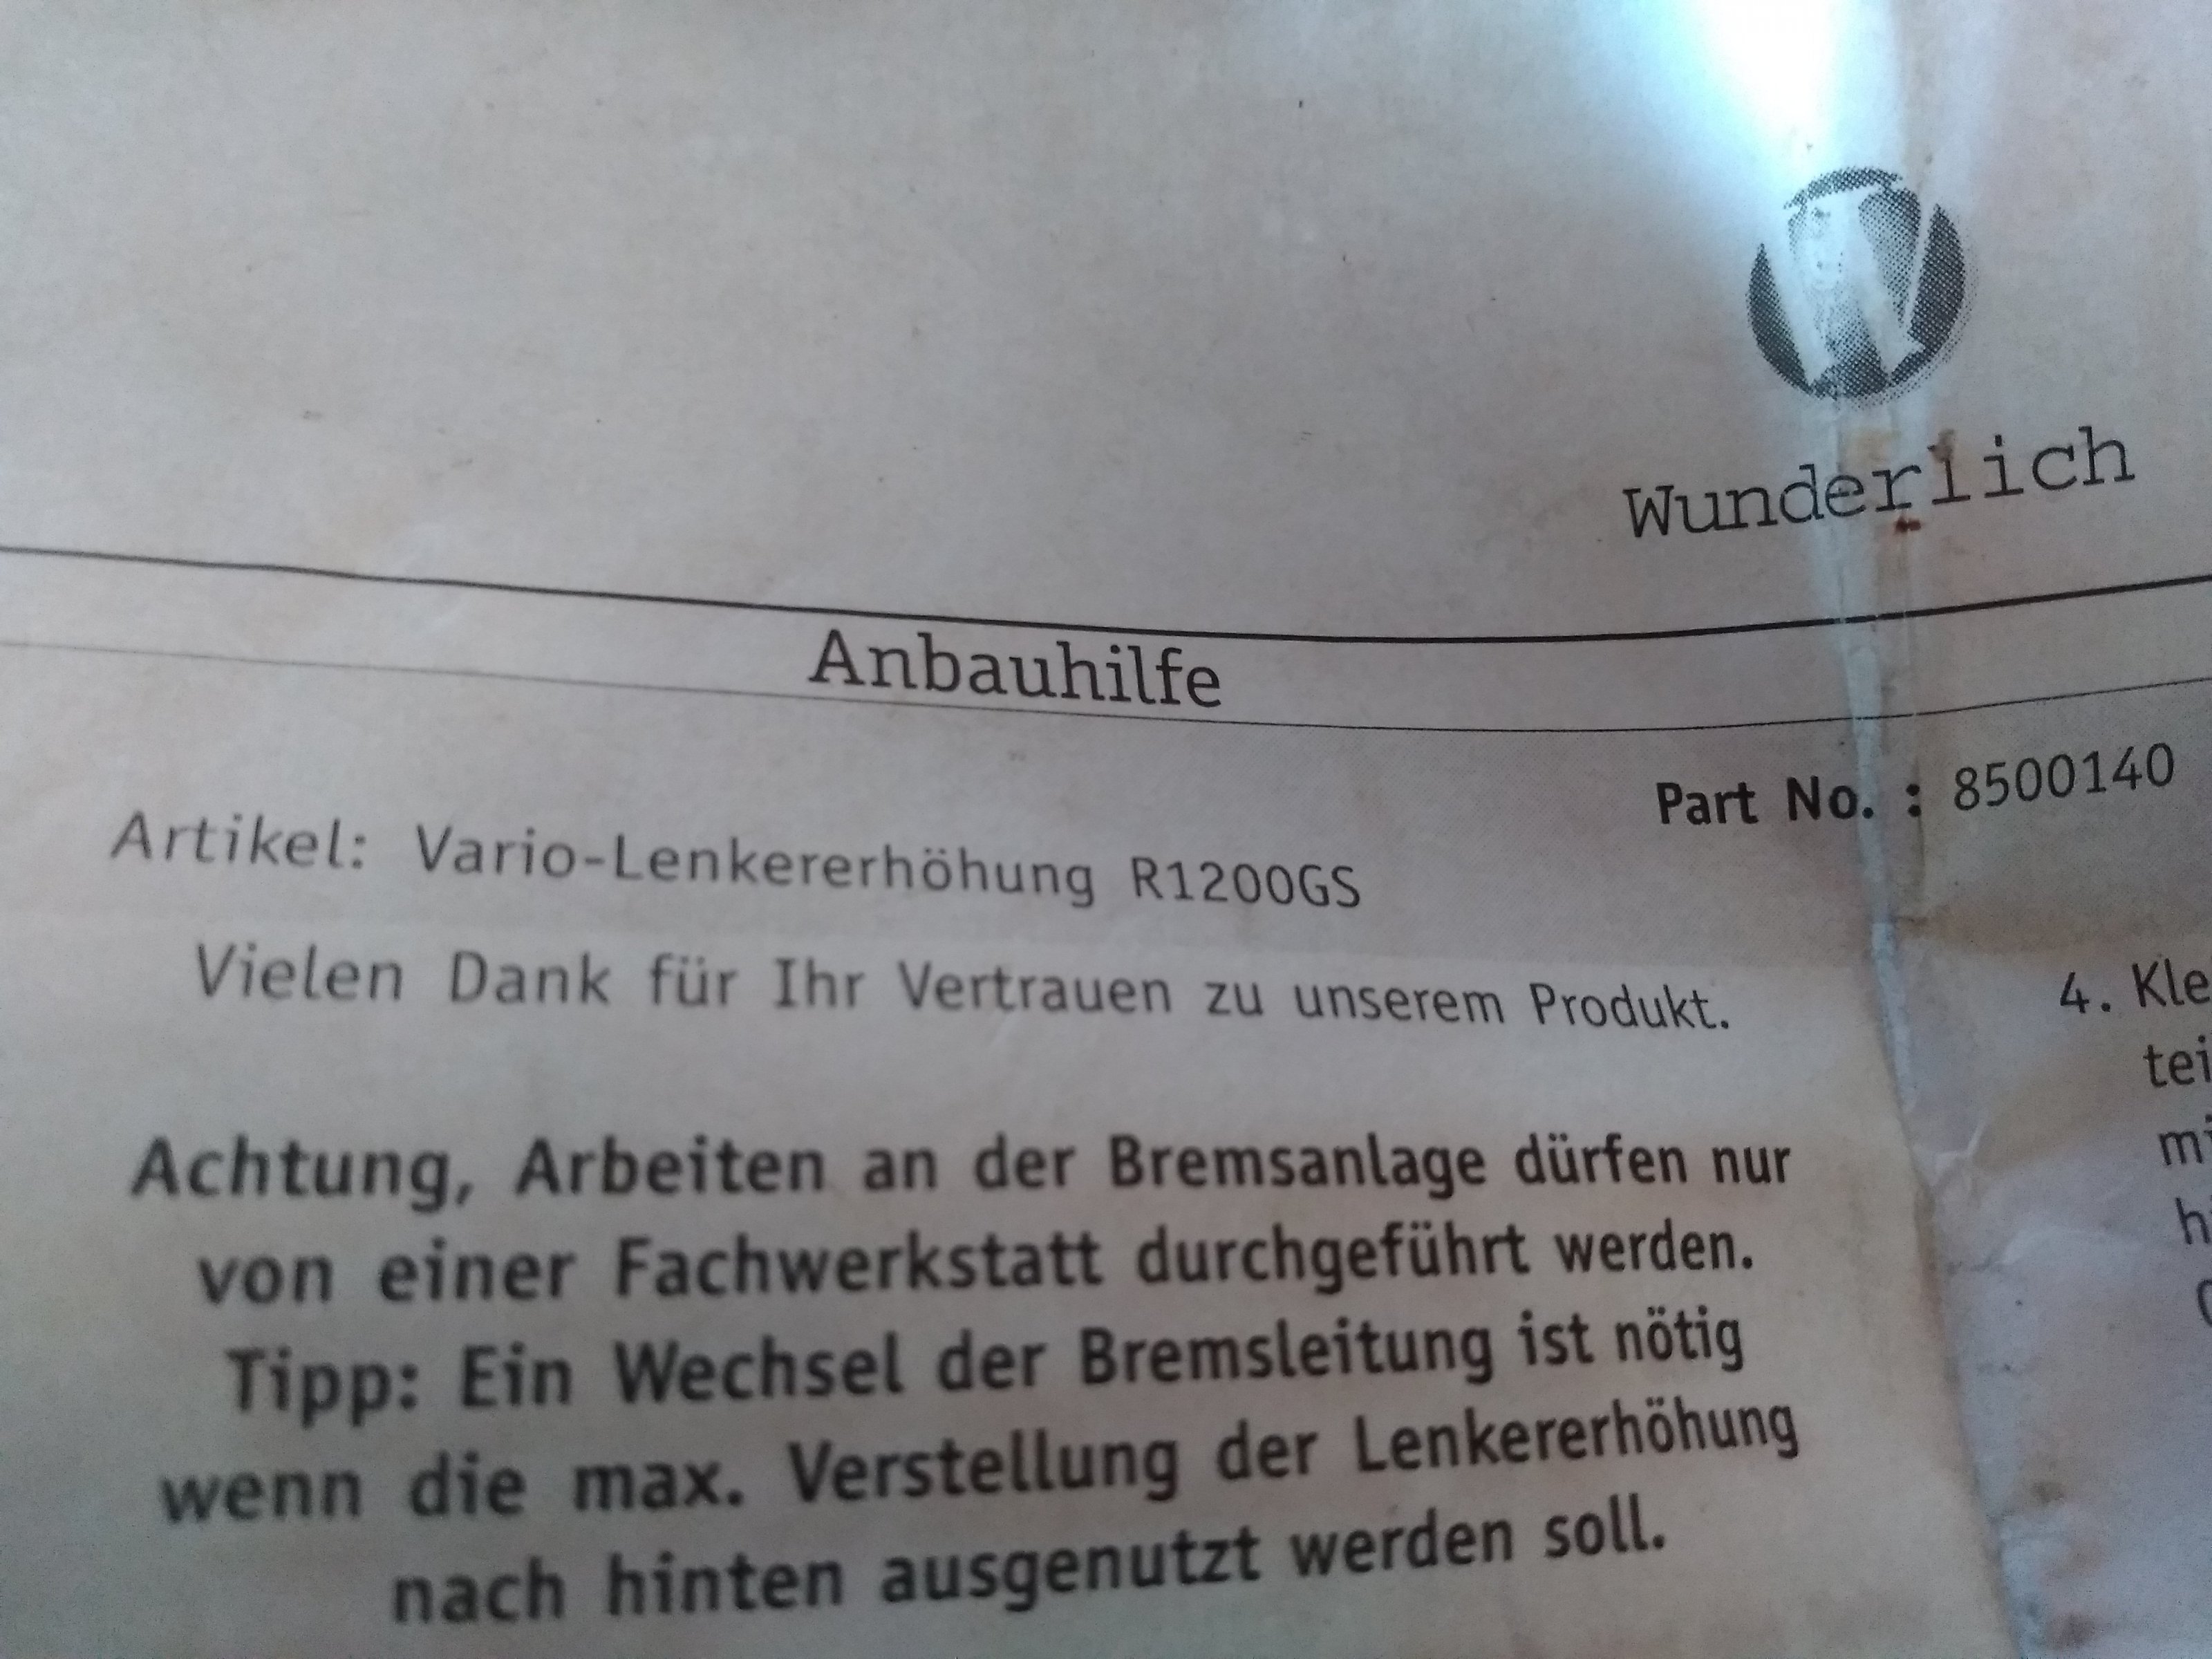 Wunderlich
Anbauhilfe
Part No. : 8500140
Artikel: Vario-Lenkererhöhung R1200GS
Vielen Dank für Ihr Vertrauen zu unserem Produkt.
Achtung, Arbeiten an der Bremsanlage dürfen nur
von einer Fachwerkstatt durchgeführt werden.
Tipp: Ein Wechsel der Bremsleitung ist nötig
wenn die max. Verstellung der Lenkererhöhung
nach hinten ausgenutzt werden soll.
4. Kle
tei
mi